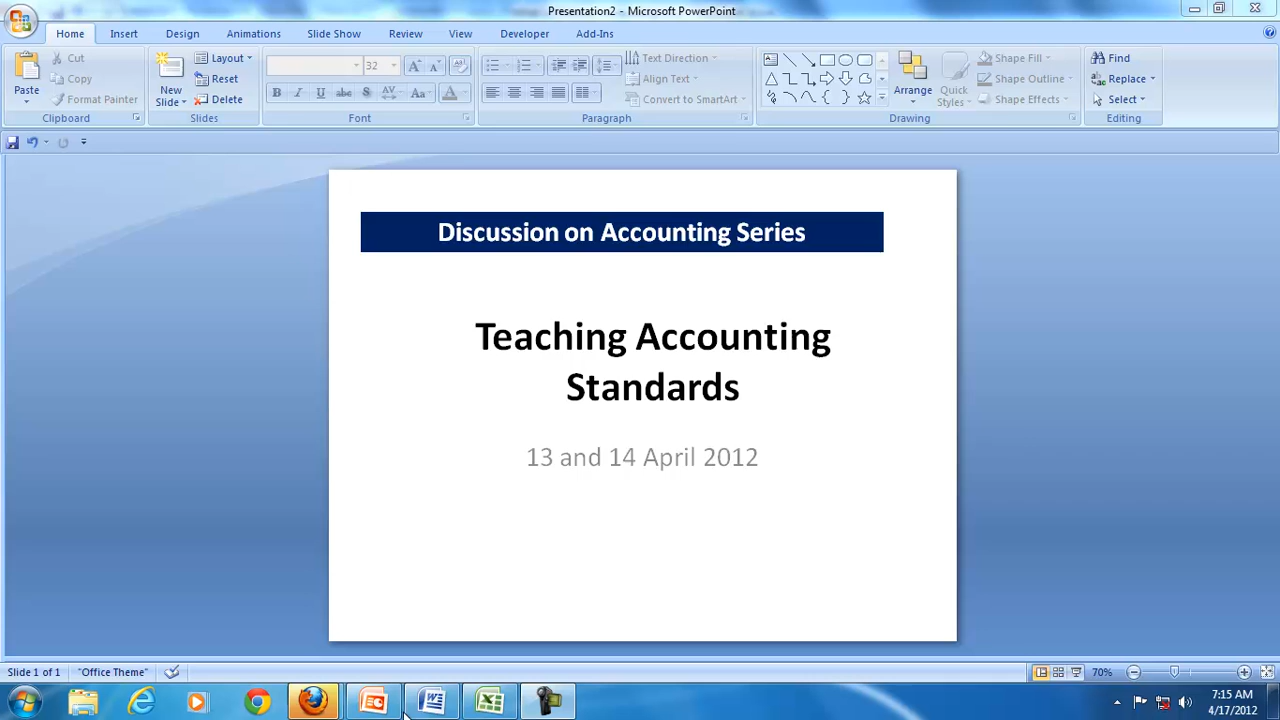 Presentation2 - Microsoft PowerPoint
Home Insert Design Animations Slide Show Review View Developer Add-Ins
Cut
Copy
Format Painter
Paste
Clipboard
New Slide
Layout
Reset
Delete
Slides
32
B I U abc S AV Aa A
Font
Text Direction
Align Text
Convert to SmartArt
Paragraph
Arrange
Quick Styles
Shape Fill
Shape Outline
Shape Effects
Drawing
Find
Replace
Select
Editing
Discussion on Accounting Series
Teaching Accounting
Standards
13 and 14 April 2012
Slide 1 of 1 "Office Theme" 70%
7:15 AM
4/17/2012